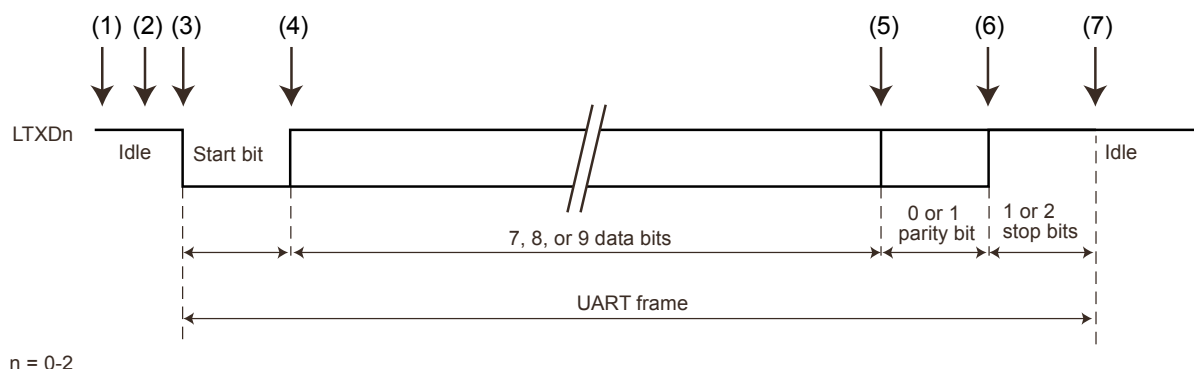 (1) (2) (3) (4) (5) (6) (7)
LTXDn
Idle Start bit Idle
7, 8, or 9 data bits
0 or 1
parity bit
1 or 2
stop bits
UART frame
n = 0-2